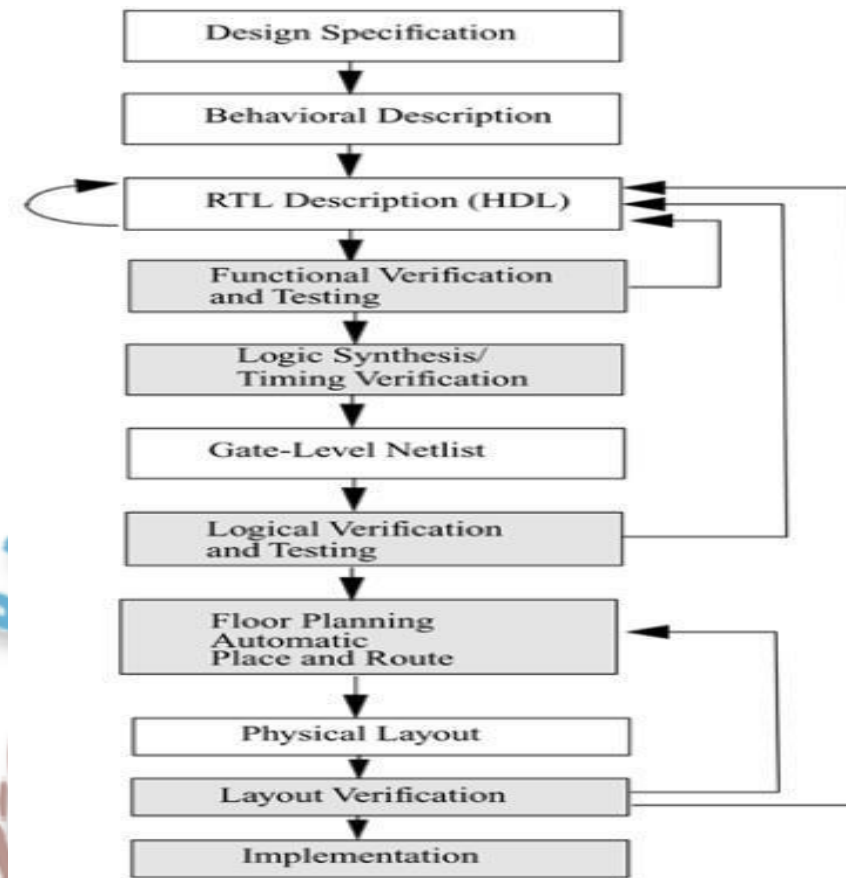 Design Specification
Behavioral Description
RTL Description (HDL)
Functional Verification
and Testing
Logic Synthesis/
Timing Verification
Gate-Level Netlist
Logical Verification
and Testing
Floor Planning
Automatic
Place and Route
Physical Layout
Layout Verification
Implementation